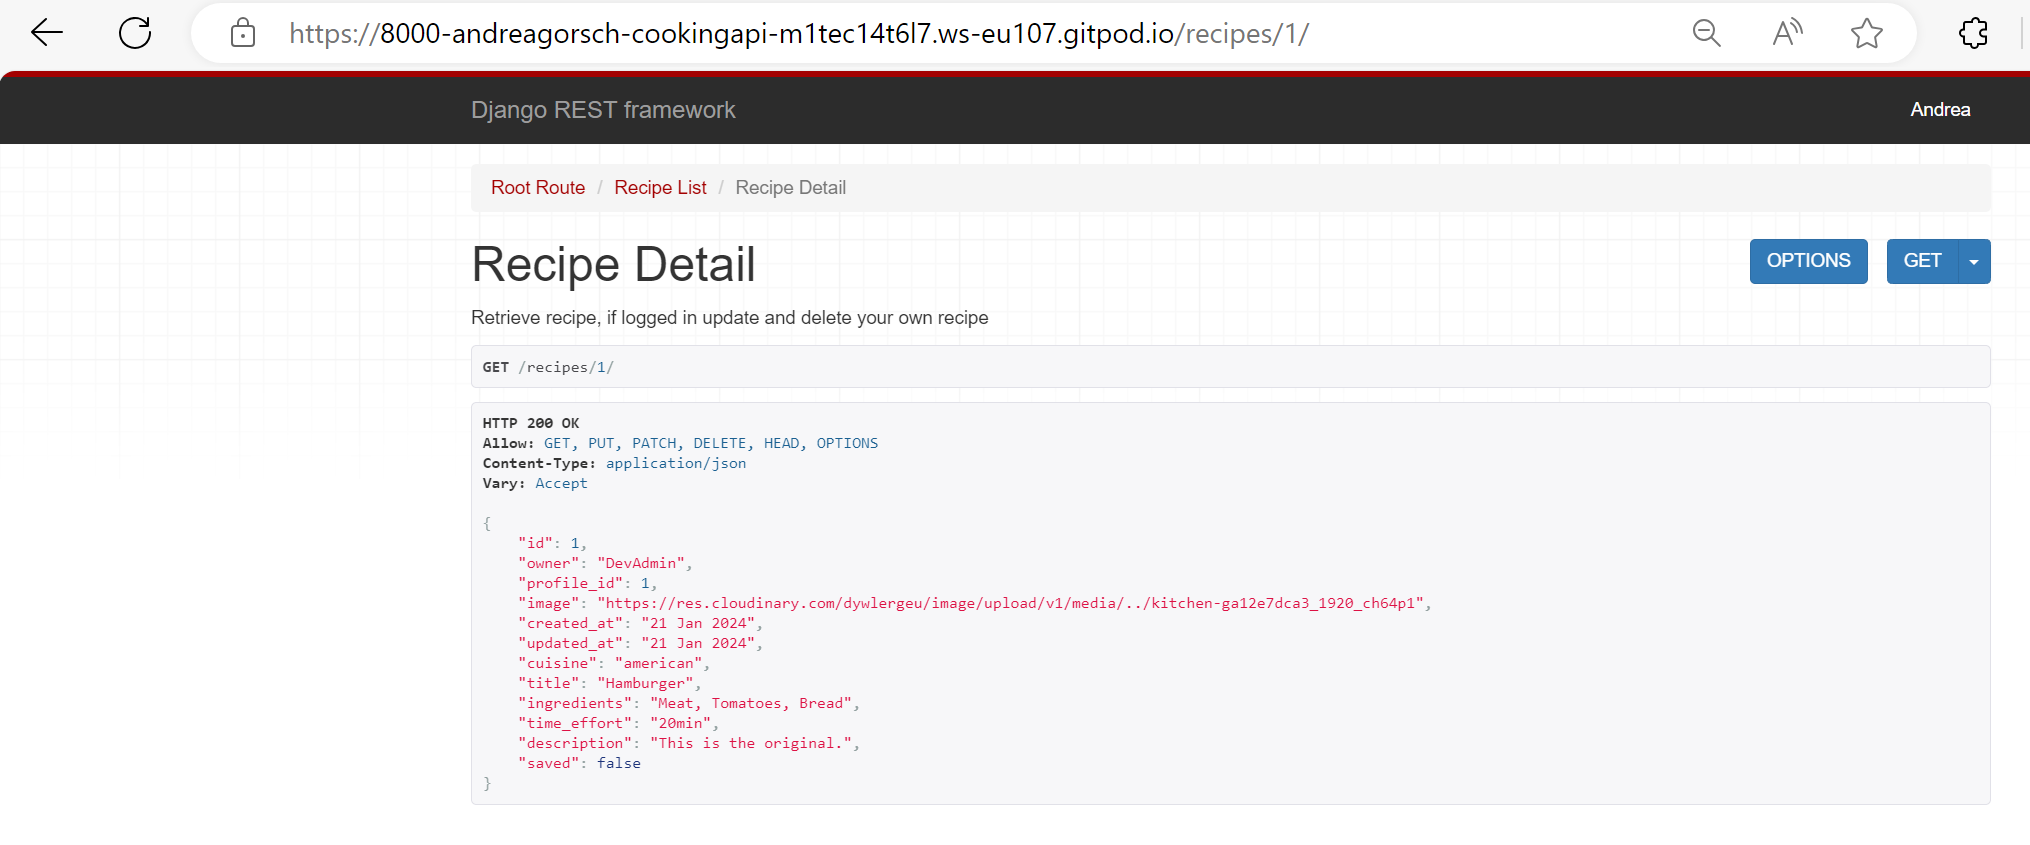 https://8000-andreagorsch-cookingapi-m1tec14t6l7.ws-eu107.gitpod.io/recipes/1/
Django REST framework
Andrea
Root Route / Recipe List / Recipe Detail
Recipe Detail
OPTIONS
GET
Retrieve recipe, if logged in update and delete your own recipe
GET /recipes/1/
HTTP 200 OK
Allow: GET, PUT, PATCH, DELETE, HEAD, OPTIONS
Content-Type: application/json
Vary: Accept
{
    "id": 1,
    "owner": "DevAdmin",
    "profile_id": 1,
    "image": "https://res.cloudinary.com/dywlergeu/image/upload/v1/media/../kitchen-ga12e7dca3_1920_ch64p1",
    "created_at": "21 Jan 2024",
    "updated_at": "21 Jan 2024",
    "cuisine": "american",
    "title": "Hamburger",
    "ingredients": "Meat, Tomatoes, Bread",
    "time_effort": "20min",
    "description": "This is the original.",
    "saved": false
}